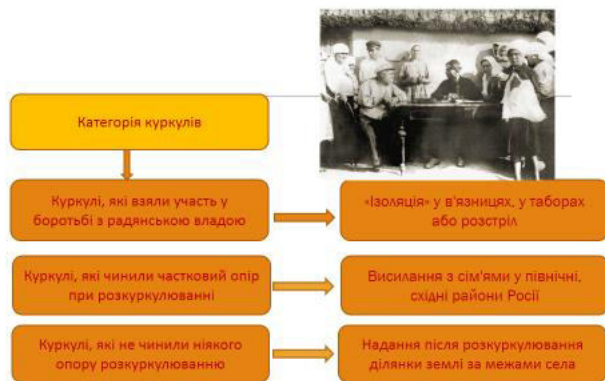 Категорія куркулів
Куркулі, які взяли участь у
боротьбі з радянською владою
«Ізоляція» у в'язницях, у таборах
або розстріл
Куркулі, які чинили частковий опір
при розкуркулюванні
Висилання з сім'ями у північні,
східні райони Росії
Куркулі, які не чинили ніякого
опору розкуркулюванню
Надання після розкуркулювання
ділянки землі за межами села